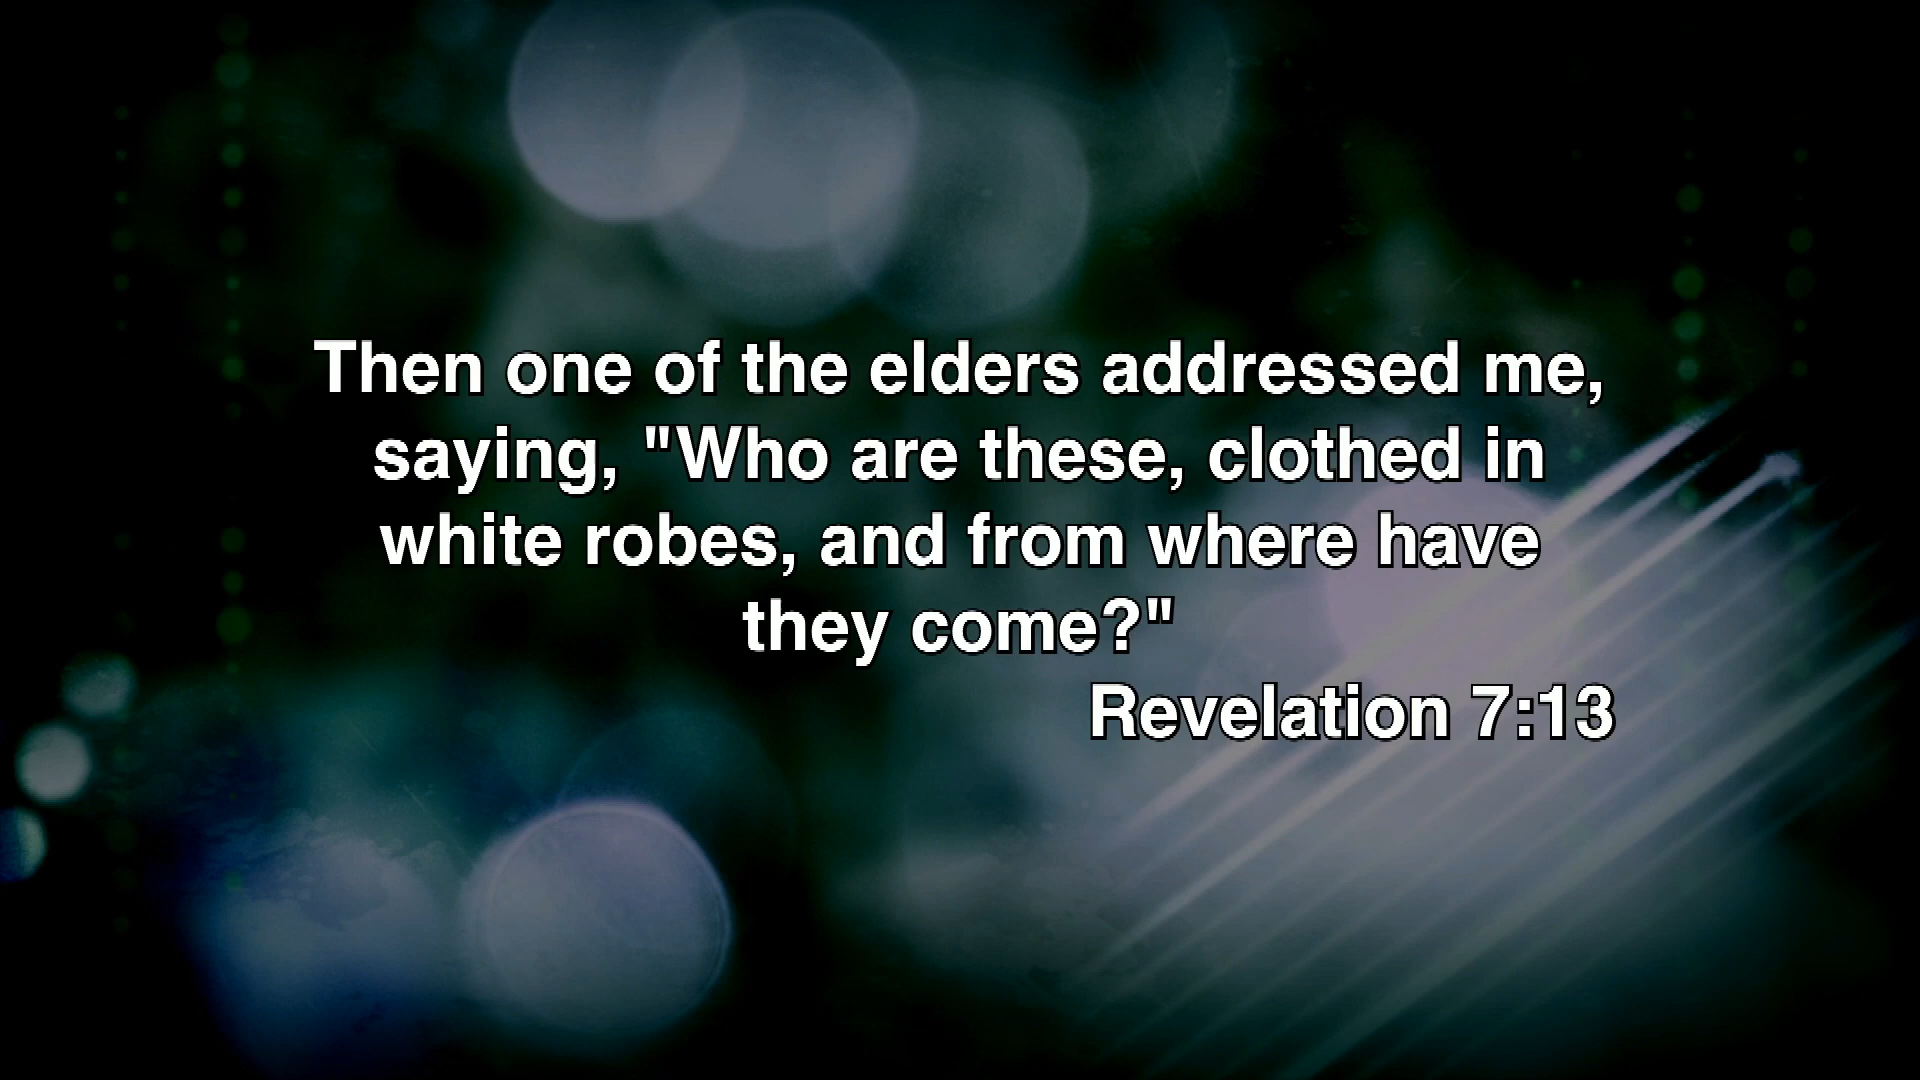 Then one of the elders addressed me,
saying, "Who are these, clothed in
white robes, and from where have
they come?"
Revelation 7:13